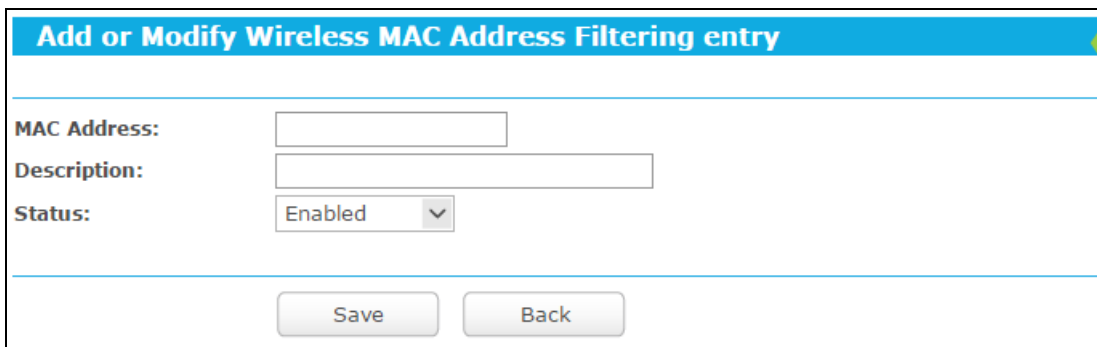 Add or Modify Wireless MAC Address Filtering entry
MAC Address:
Description:
Status: Enabled
Save Back